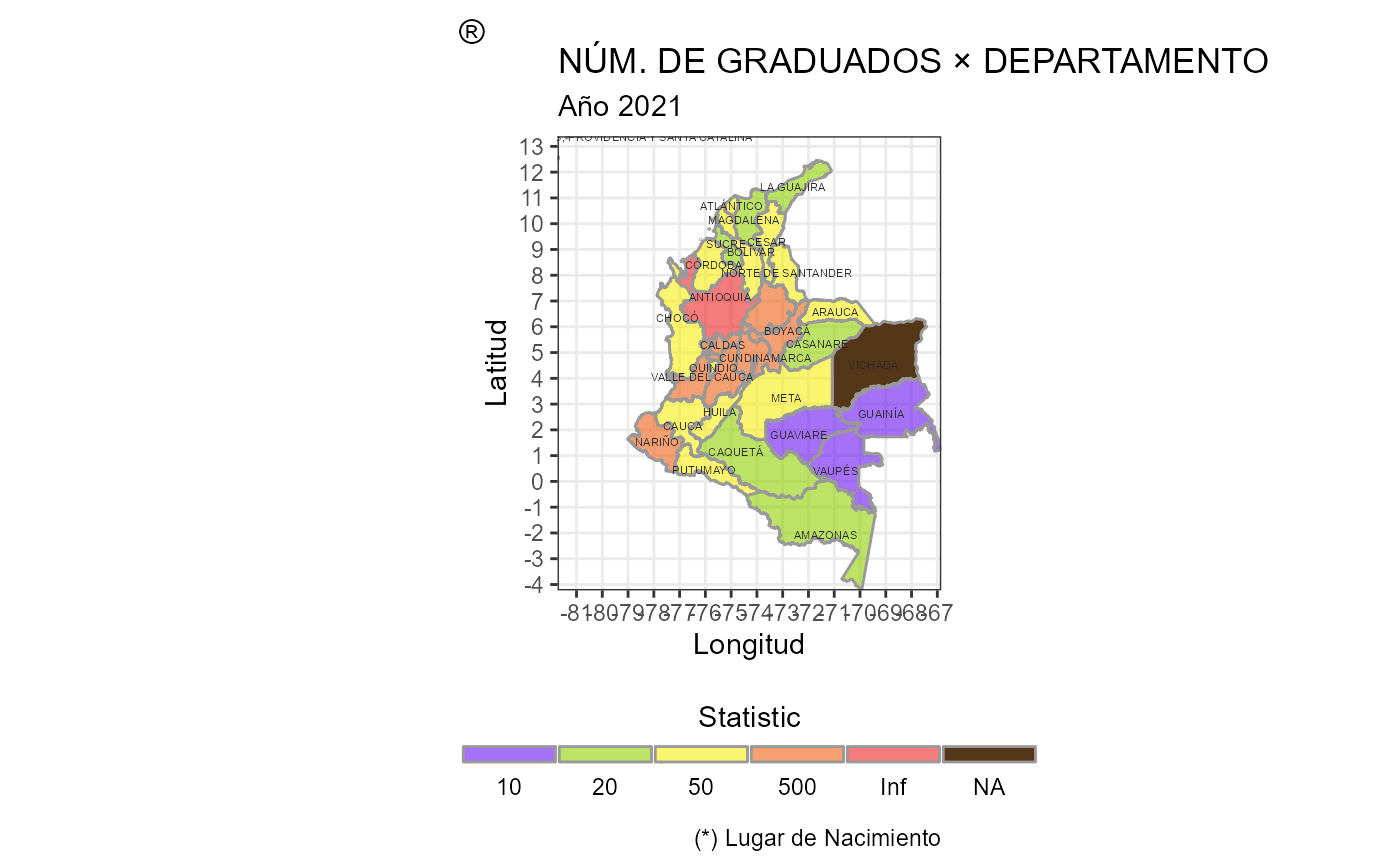 ®
NÚM. DE GRADUADOS × DEPARTAMENTO
Año 2021
PROVIDENCIA Y SANTA CATALINA
13
12
11
10
9
8
7
6
5
4
3
2
1
0
-1
-2
-3
-4
Latitud
LA GUAJIRA
ATLÁNTICO
MAGDALENA
SUCRE
CESAR
BOLÍVAR
CÓRDOBA
NORTE DE SANTANDER
ANTIOQUIA
ARAUCA
CHOCÓ
BOYACÁ
CALDAS
CASANARE
CUNDINAMARCA
VICHADA
QUINDÍO
VALLE DEL CAUCA
META
HUILA
GUAINÍA
CAUCA
GUAVIARE
NARIÑO
CAQUETÁ
PUTUMAYO
VAUPÉS
AMAZONAS
-81 -80 -79 -78 -77 -76 -75 -74 -73 -72 -71 -70 -69 -68 -67
Longitud
Statistic
10 20 50 500 Inf NA
(*) Lugar de Nacimiento